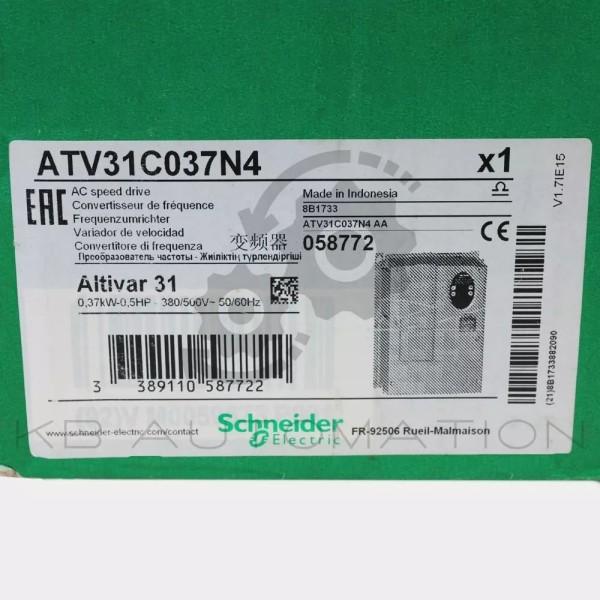 ATV31C037N4 x1
EAC
AC speed drive
Convertisseur de fréquence
Frequenzumrichter
Variador de velocidad
Convertitore di frequenza 变频器
Преобразователь частоты - Жиіліктің түрлендіргіші
Made in Indonesia
8B1733
ATV31C037N4 AA
058772
CE
V1.7IE15
Altivar 31
0,37kW-0,5HP - 380/500V~ 50/60Hz
3 389110 587722
(21)8B1733882090
Schneider
Electric
www.schneider-electric.com/contact
FR-92506 Rueil-Malmaison
KB AUTOMATION